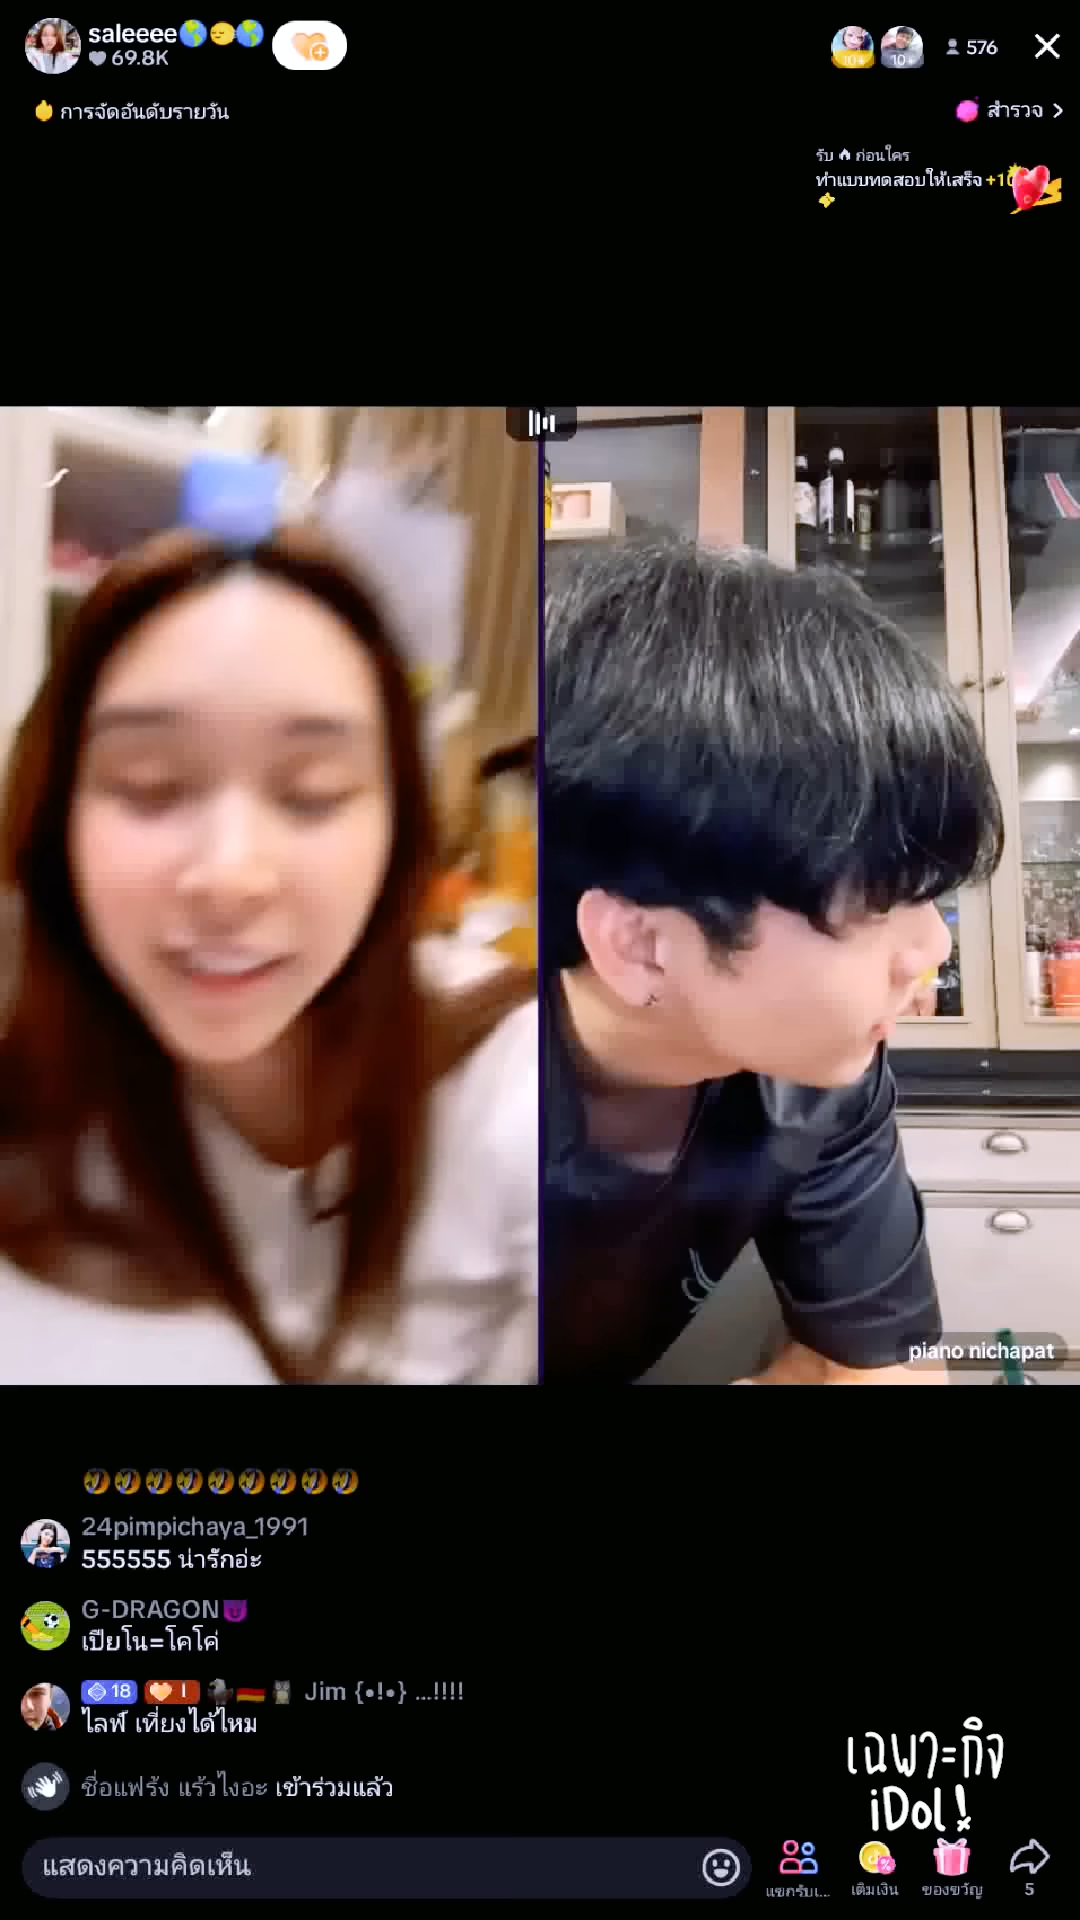 saleeee🌎😴🌎
69.8K
576
10+
10+
การจัดอันดับรายวัน
สำรวจ
รับ 🔥 ก่อนใคร
ทำแบบทดสอบให้เสร็จ +10
piano nichapat
🤣🤣🤣🤣🤣🤣🤣🤣🤣
24pimpichaya_1991
555555 น่ารักอ่ะ
G-DRAGON😈
เปียโน=โคโค่
18 I Jim {•!•} ...!!!!
ไลฟ์ เที่ยงได้ไหม
ชื่อแฟรัง แร้วไงอะ เข้าร่วมแล้ว
เฉพาะกิจ
iDol!
แสดงความคิดเห็น
แขกรับเ...
เติมเงิน
ของขวัญ
5